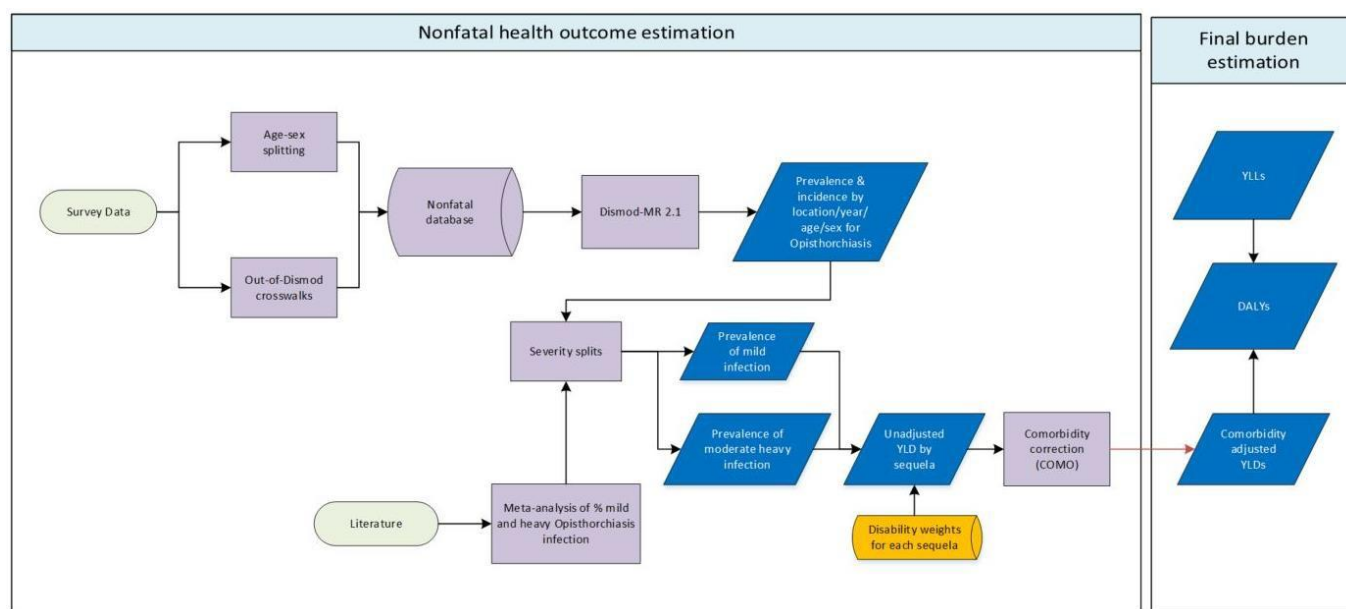 Nonfatal health outcome estimation
Final burden
estimation
Age-sex
splitting
Survey Data
Out-of-Dismod
crosswalks
Nonfatal
database
Dismod-MR 2.1
Prevalence &
incidence by
location/year/
age/sex for
Opisthorchiasis
YLLs
DALYs
Severity splits
Prevalence
of mild
infection
Prevalence of
moderate heavy
infection
Unadjusted
YLD by
sequela
Comorbidity
correction
(COMO)
Comorbidity
adjusted
YLDs
Literature
Meta-analysis of % mild
and heavy Opisthorchiasis
infection
Disability weights
for each sequela